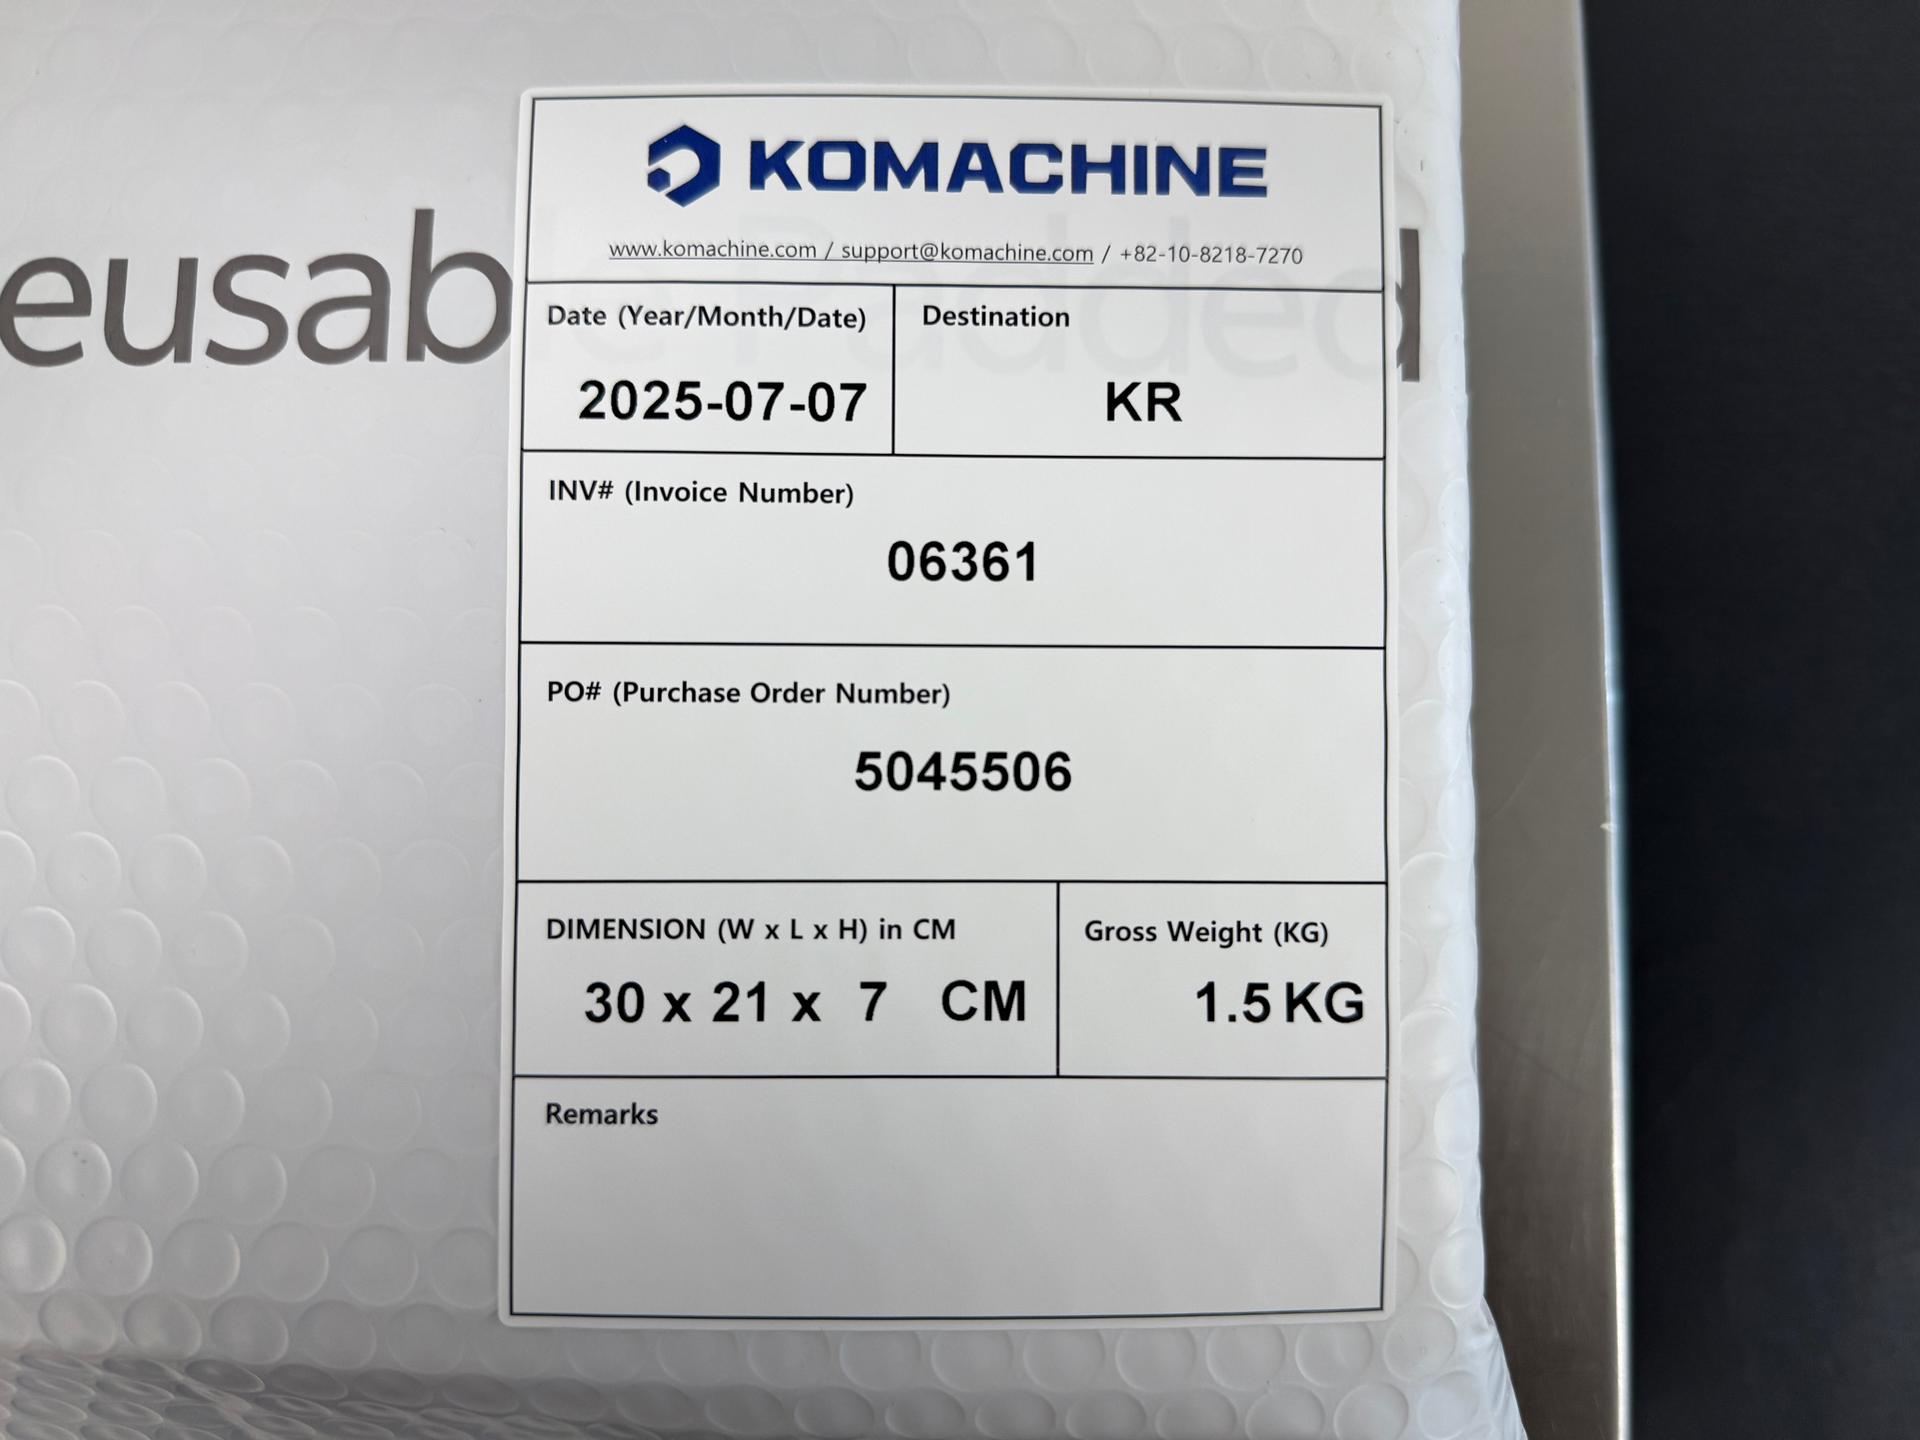 eusable Padded
KOMACHINE
www.komachine.com / support@komachine.com / +82-10-8218-7270
Date (Year/Month/Date)
Destination
2025-07-07
KR
INV# (Invoice Number)
06361
PO# (Purchase Order Number)
5045506
DIMENSION (W x L x H) in CM
Gross Weight (KG)
30 x 21 x 7 CM
1.5 KG
Remarks